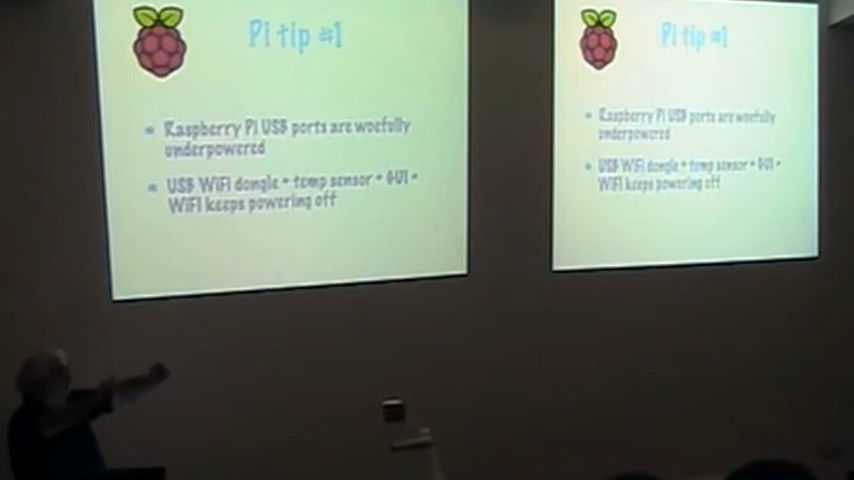 Pi tip #1
Raspberry Pi USB ports are woefully
underpowered
USB WiFi dongle + temp sensor + GUI =
WiFi keeps powering off
Pi tip #1
Raspberry Pi USB ports are woefully
underpowered
USB WiFi dongle + temp sensor + GUI =
WiFi keeps powering off